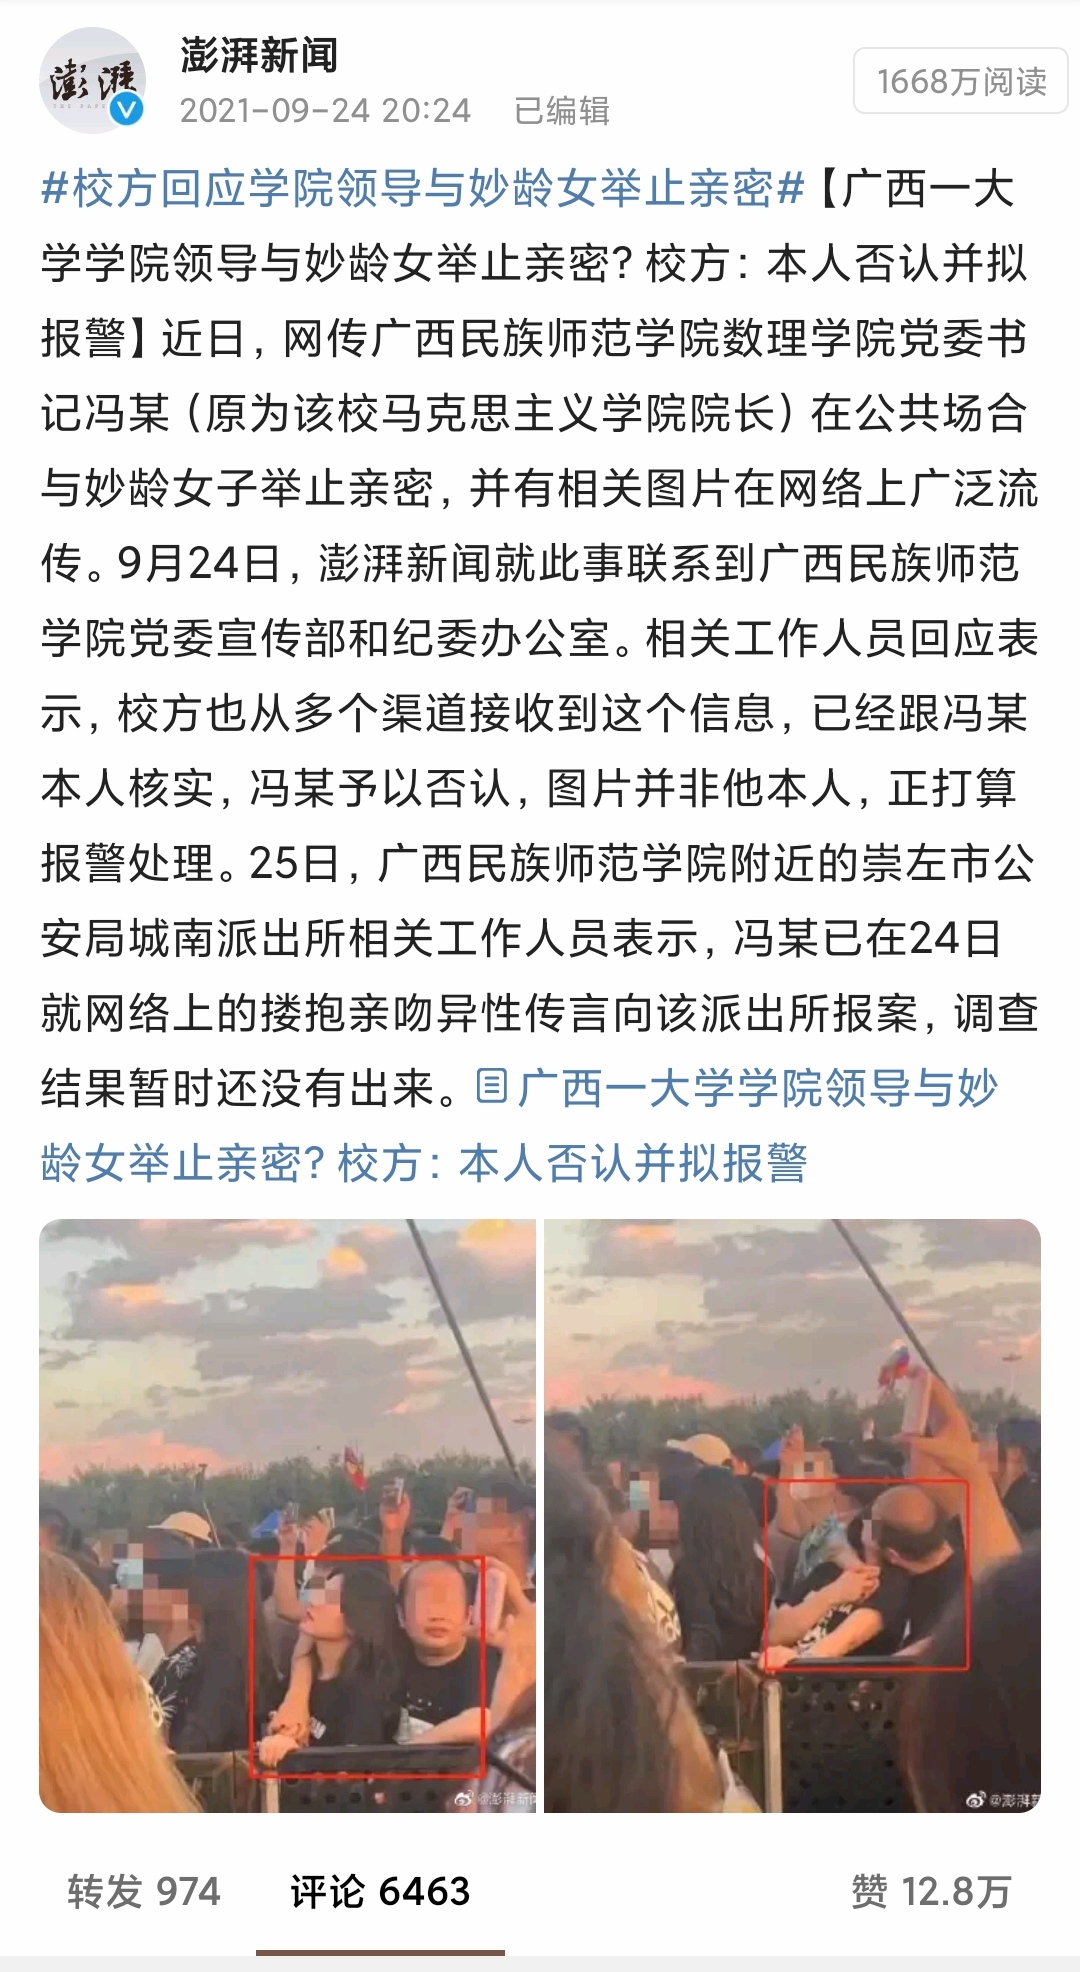 澎湃
澎湃新闻
2021-09-24 20:24 已编辑
1668万阅读
#校方回应学院领导与妙龄女举止亲密#【广西一大
学学院领导与妙龄女举止亲密？校方：本人否认并拟
报警】近日，网传广西民族师范学院数理学院党委书
记冯某（原为该校马克思主义学院院长）在公共场合
与妙龄女子举止亲密，并有相关图片在网络上广泛流
传。9月24日，澎湃新闻就此事联系到广西民族师范
学院党委宣传部和纪委办公室。相关工作人员回应表
示，校方也从多个渠道接收到这个信息，已经跟冯某
本人核实，冯某予以否认，图片并非他本人，正打算
报警处理。25日，广西民族师范学院附近的崇左市公
安局城南派出所相关工作人员表示，冯某已在24日
就网络上的搂抱亲吻异性传言向该派出所报案，调查
结果暂时还没有出来。广西一大学学院领导与妙
龄女举止亲密？校方：本人否认并拟报警
@澎湃新闻
@澎湃新
转发 974 评论 6463 赞 12.8万